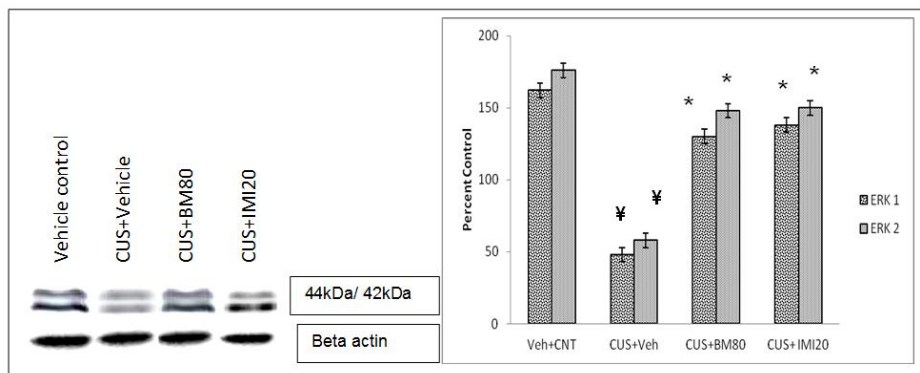 Vehicle control
CUS+Vehicle
CUS+BM80
CUS+IMI20
44kDa/ 42kDa
Beta actin
200
150
100
50
0
Percent Control
¥
¥
*
*
*
*
Veh+CNT
CUS+Veh
CUS+BM80
CUS+IMI20
ERK 1
ERK 2